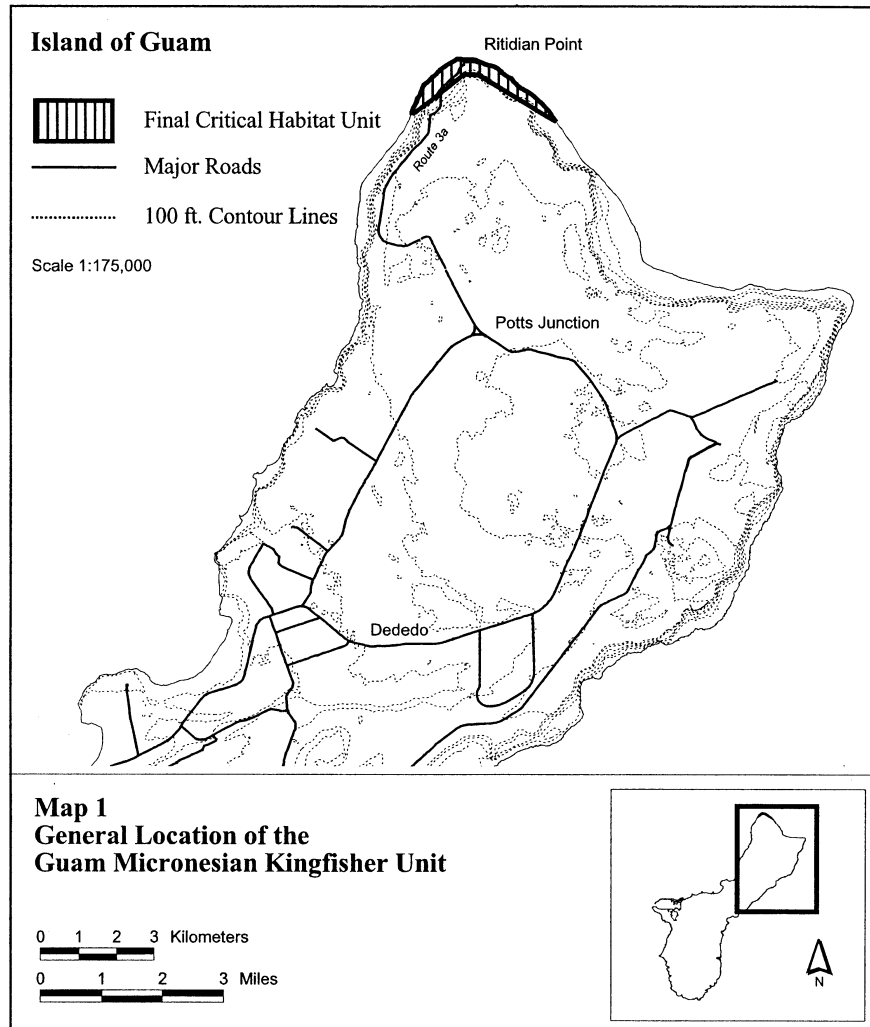 Island of Guam
Ritidian Point
Final Critical Habitat Unit
Route 3a
Major Roads
100 ft. Contour Lines
Scale 1:175,000
Potts Junction
Dededo
Map 1
General Location of the
Guam Micronesian Kingfisher Unit
0 1 2 3 Kilometers
0 1 2 3 Miles
N